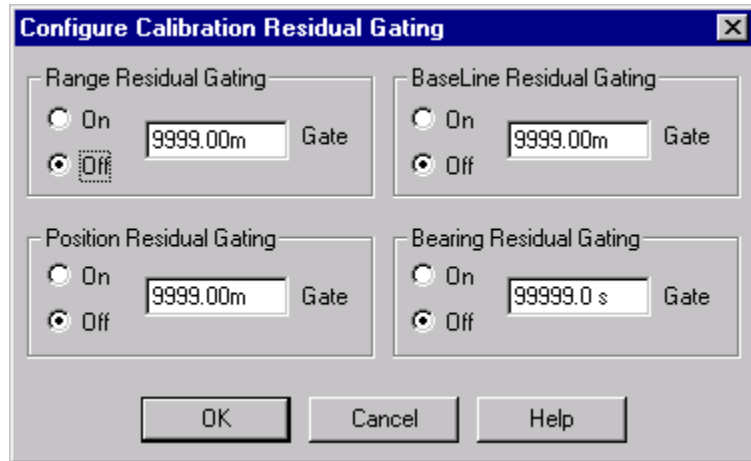 Configure Calibration Residual Gating
Range Residual Gating
On
Off
9999.00m
Gate
BaseLine Residual Gating
On
Off
9999.00m
Gate
Position Residual Gating
On
Off
9999.00m
Gate
Bearing Residual Gating
On
Off
99999.0 s
Gate
OK
Cancel
Help